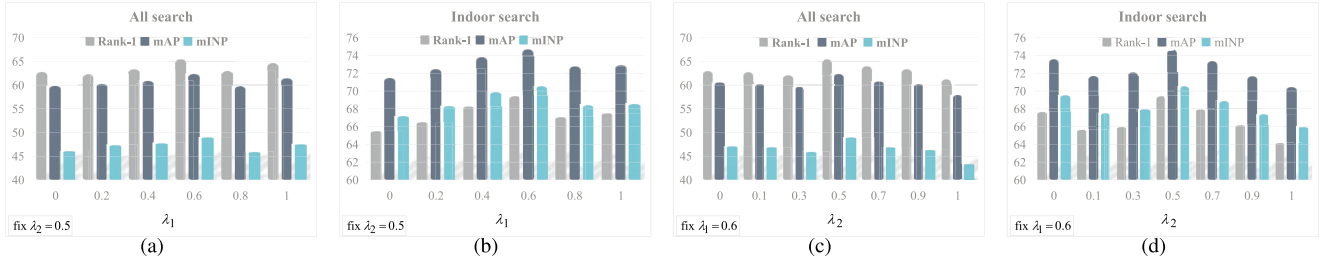 All search
Rank-1 mAP mINP
70
65
60
55
50
45
40
0 0.2 0.4 0.6 0.8 1
fix λ2 = 0.5
λ1
(a)
Indoor search
Rank-1 mAP mINP
76
74
72
70
68
66
64
62
60
0 0.2 0.4 0.6 0.8 1
fix λ2 = 0.5
λ1
(b)
All search
Rank-1 mAP mINP
70
65
60
55
50
45
40
0 0.1 0.3 0.5 0.7 0.9 1
fix λ1 = 0.6
λ2
(c)
Indoor search
Rank-1 mAP mINP
76
74
72
70
68
66
64
62
60
0 0.1 0.3 0.5 0.7 0.9 1
fix λ1 = 0.6
λ2
(d)